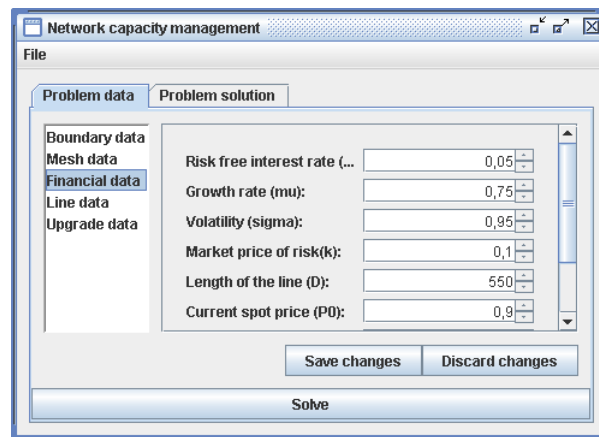 Network capacity management
File
Problem data Problem solution
Boundary data
Mesh data
Financial data
Line data
Upgrade data
Risk free interest rate (... 0,05
Growth rate (mu): 0,75
Volatility (sigma): 0,95
Market price of risk(k): 0,1
Length of the line (D): 550
Current spot price (P0): 0,9
Save changes Discard changes
Solve